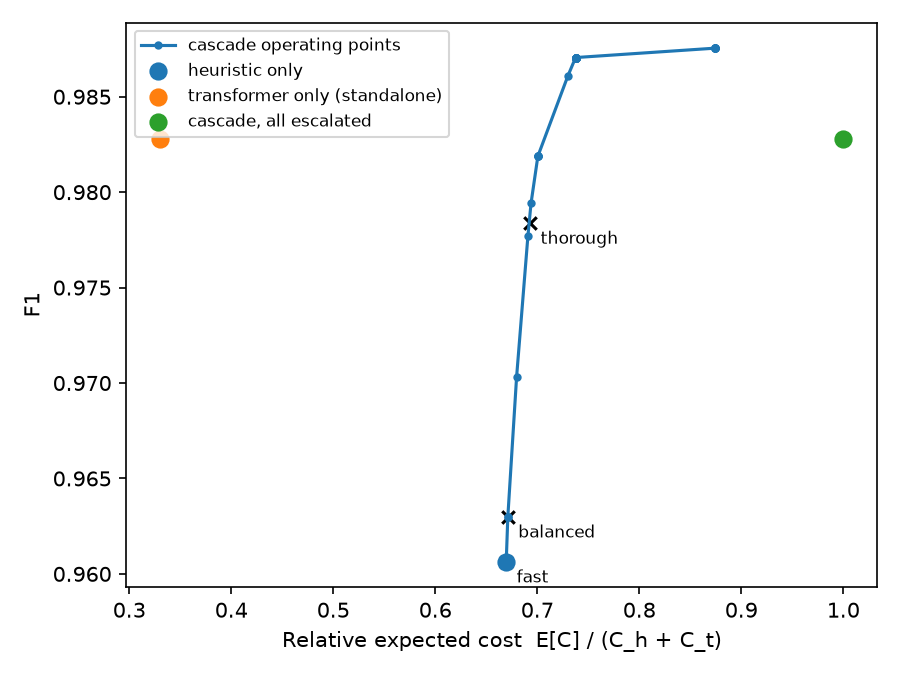 cascade operating points
heuristic only
transformer only (standalone)
cascade, all escalated
0.985
0.980
0.975
0.970
0.965
0.960
F1
thorough
balanced
fast
0.3 0.4 0.5 0.6 0.7 0.8 0.9 1.0
Relative expected cost  E[C] / (C_h + C_t)